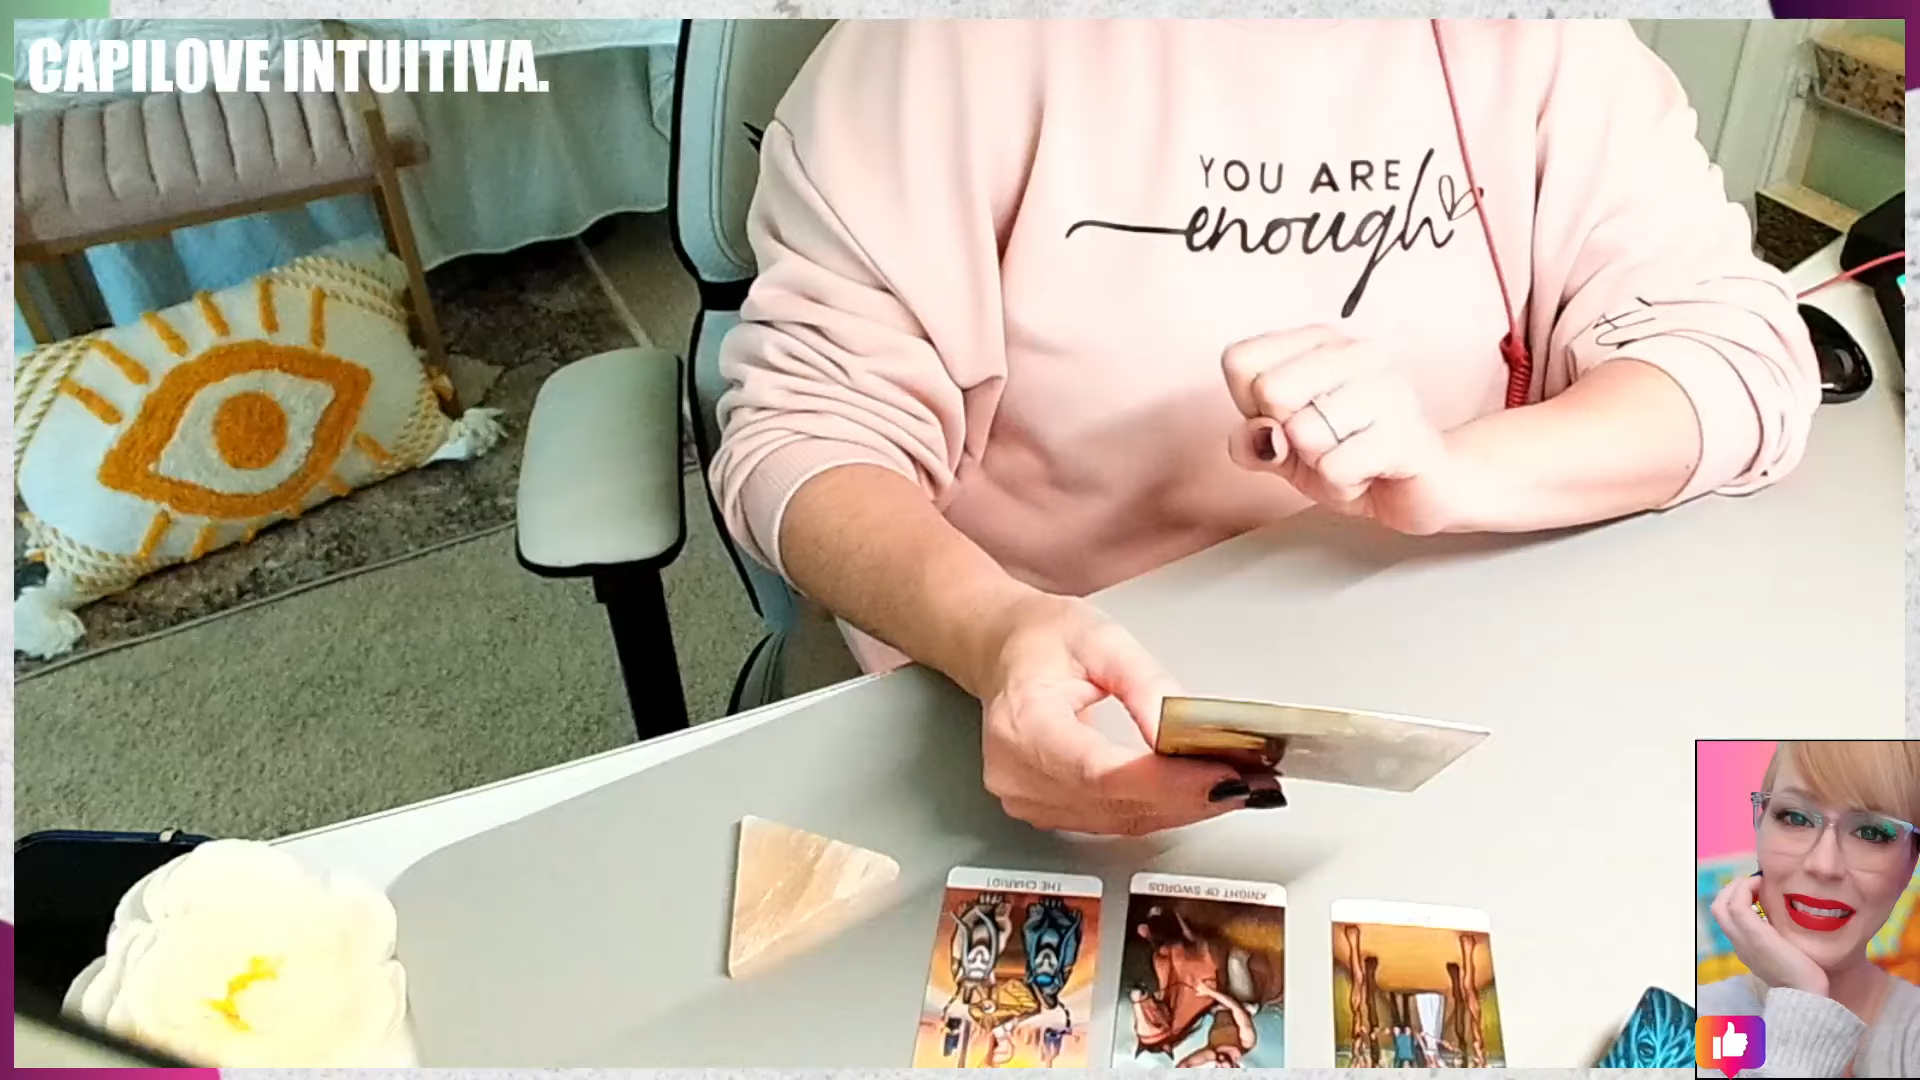 CAPILOVE INTUITIVA.
YOU ARE
enough
THE CHARIOT
KNIGHT OF SWORDS